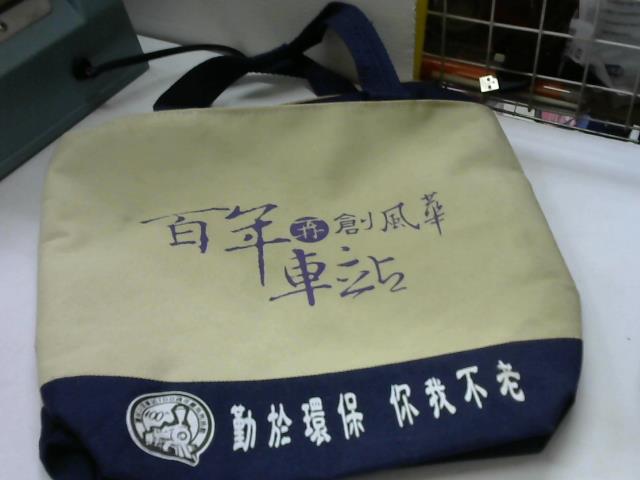 百年再創風華
車站
勤於環保 你我不老